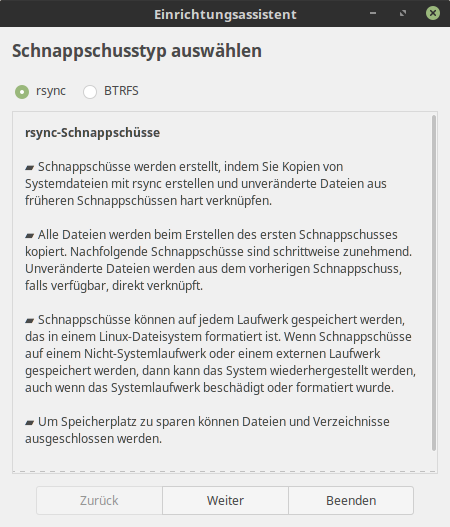 Einrichtungsassistent
Schnappschusstyp auswählen
rsync BTRFS
rsync-Schnappschüsse
▰ Schnappschüsse werden erstellt, indem Sie Kopien von
Systemdateien mit rsync erstellen und unveränderte Dateien aus
früheren Schnappschüssen hart verknüpfen.
▰ Alle Dateien werden beim Erstellen des ersten Schnappschusses
kopiert. Nachfolgende Schnappschüsse sind schrittweise zunehmend.
Unveränderte Dateien werden aus dem vorherigen Schnappschuss,
falls verfügbar, direkt verknüpft.
▰ Schnappschüsse können auf jedem Laufwerk gespeichert werden,
das in einem Linux-Dateisystem formatiert ist. Wenn Schnappschüsse
auf einem Nicht-Systemlaufwerk oder einem externen Laufwerk
gespeichert werden, dann kann das System wiederhergestellt werden,
auch wenn das Systemlaufwerk beschädigt oder formatiert wurde.
▰ Um Speicherplatz zu sparen können Dateien und Verzeichnisse
ausgeschlossen werden.
Zurück Weiter Beenden